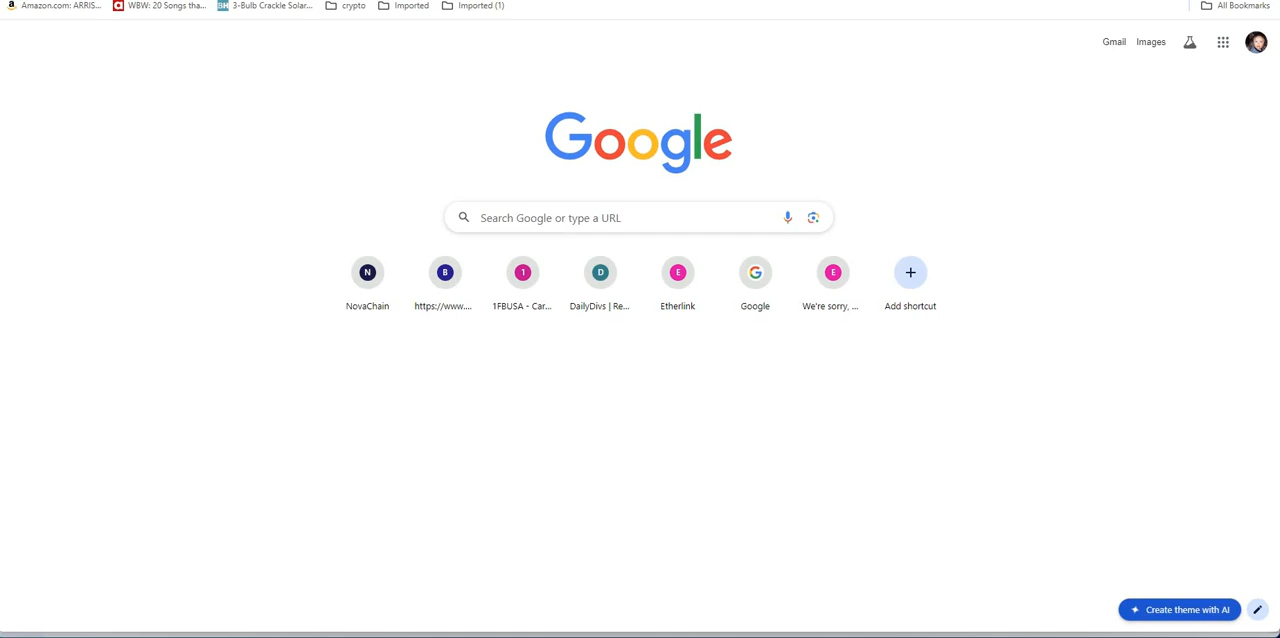 Amazon.com: ARRIS... WBW: 20 Songs tha... BH 3-Bulb Crackle Solar... crypto Imported Imported (1) All Bookmarks
Gmail Images
Google
Search Google or type a URL
N B 1 D E G E
NovaChain https://www.... 1FBUSA - Car... DailyDivs | Re... Etherlink Google We're sorry, ... Add shortcut
Create theme with AI